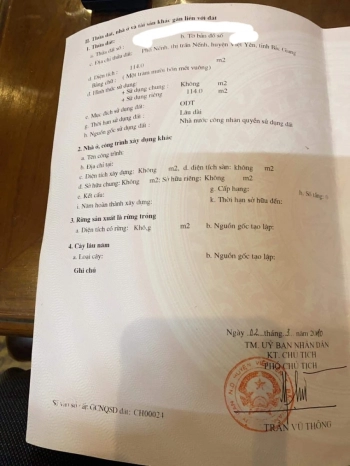 II. Thửa đất, nhà ở và tài sản khác gắn liền với đất
1. Thửa đất:
a. Thửa đất số : b. Tờ bản đồ số
c. Địa chỉ thửa đất: Phố Nếnh, thị trấn Nếnh, huyện Việt Yên, tỉnh Bắc Giang
d. Diện tích : 114.0 m2
Bằng chữ : ( Một trăm mười bốn mét vuông)
đ. Hình thức sử dụng: + Sử dụng chung Không m2
+ Sử dụng riêng 114.0 m2
e. Mục đích sử dụng đất: ODT
g. Thời hạn sử dụng đất : Lâu dài
h. Nguồn gốc sử dụng đất : Nhà nước công nhận quyền sử dụng đất
2. Nhà ở, công trình xây dựng khác
a. Tên công trình:
b. Địa chỉ tại:
c. Diện tích xây dựng: Không m2, d. diện tích sàn: Không m2
đ. Sở hữu chung: Không m2; Sở hữu riêng: Không m2
e. Kết cấu: g. Cấp hạng: h. Số tầng:
i. Năm hoàn thành xây dựng: k. Thời hạn sở hữu đến:
3. Rừng sản xuất là rừng trồng
a. Diện tích có rừng: Không m2 b. Nguồn gốc tạo lập:
4. Cây lâu năm
a. Loại cây: b. Nguồn gốc tạo lập:
Ghi chú
Ngày 02 tháng 3 năm
TM. UỶ BAN NHÂN DÂN
KT. CHỦ TỊCH
PHÓ CHỦ TỊCH
TRẦN VŨ THÔNG
GCNQSD đất: CH00024